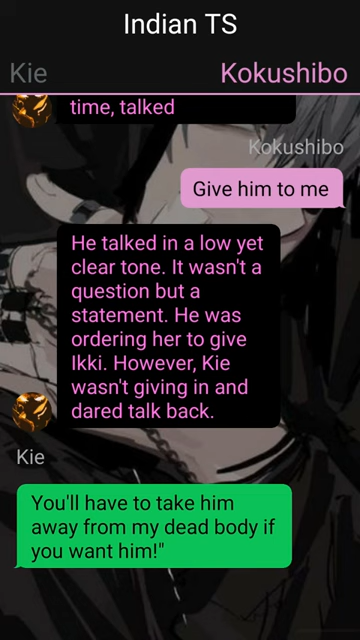 Indian TS
Kie
Kokushibo
time, talked
Kokushibo
Give him to me
He talked in a low yet
clear tone. It wasn't a
question but a
statement. He was
ordering her to give
Ikki. However, Kie
wasn't giving in and
dared talk back.
Kie
You'll have to take him
away from my dead body if
you want him!"